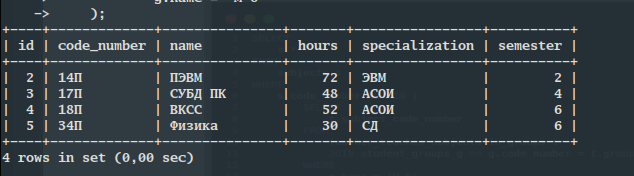 -> );
+----+-------------+----------+-------+----------------+----------+
| id | code_number | name | hours | specialization | semester |
+----+-------------+----------+-------+----------------+----------+
| 2 | 14П | ПЭВМ | 72 | ЭВМ | 2 |
| 3 | 17П | СУБД ПК | 48 | АСОИ | 4 |
| 4 | 18П | ВКСС | 52 | АСОИ | 6 |
| 5 | 34П | Физика | 30 | СД | 6 |
+----+-------------+----------+-------+----------------+----------+
4 rows in set (0,00 sec)